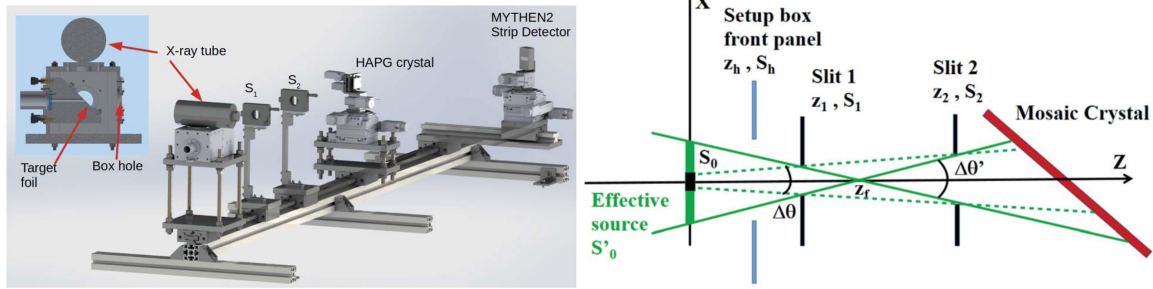 MYTHEN2
Strip Detector
X-ray tube
HAPG crystal
S1
S2
Target
foil
Box hole
X
Setup box
front panel
zh , Sh
Slit 1
z1 , S1
Slit 2
z2 , S2
Mosaic Crystal
S0
Δθ'
Z
Effective
source
S'0
Δθ
zf